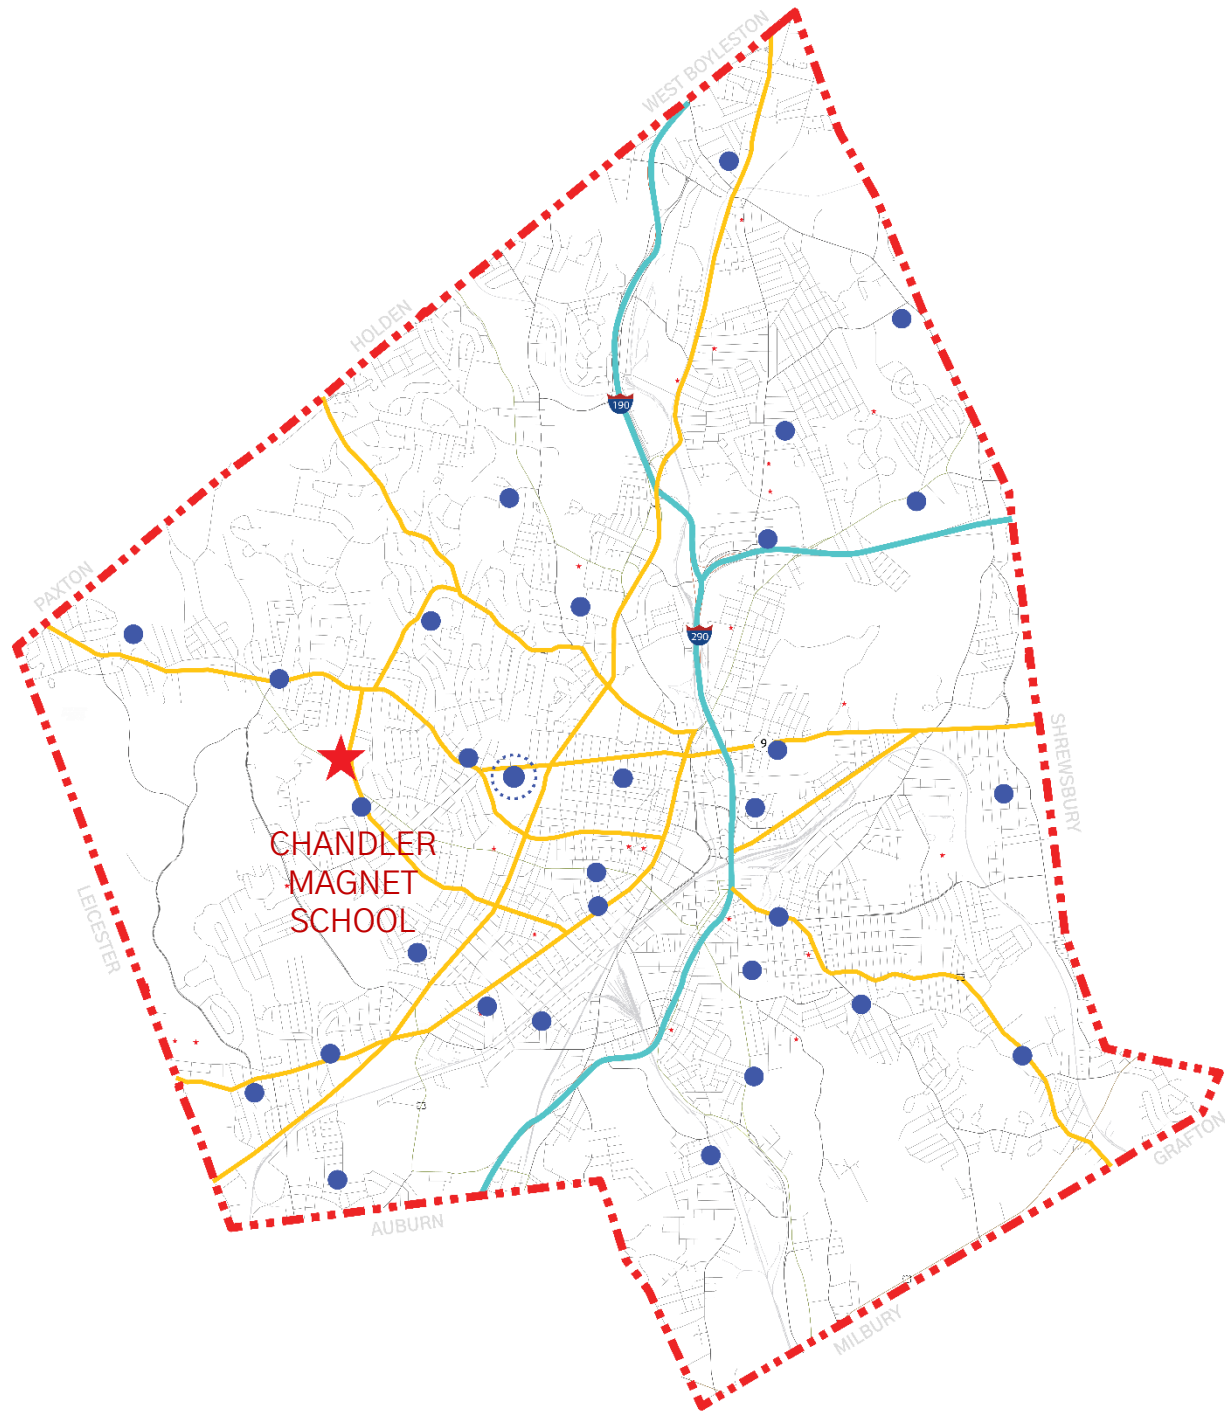 WEST BOYLESTON
HOLDEN
190
PAXTON
290
9
SHREWSBURY
CHANDLER
MAGNET
SCHOOL
LEICESTER
GRAFTON
AUBURN
MILBURY